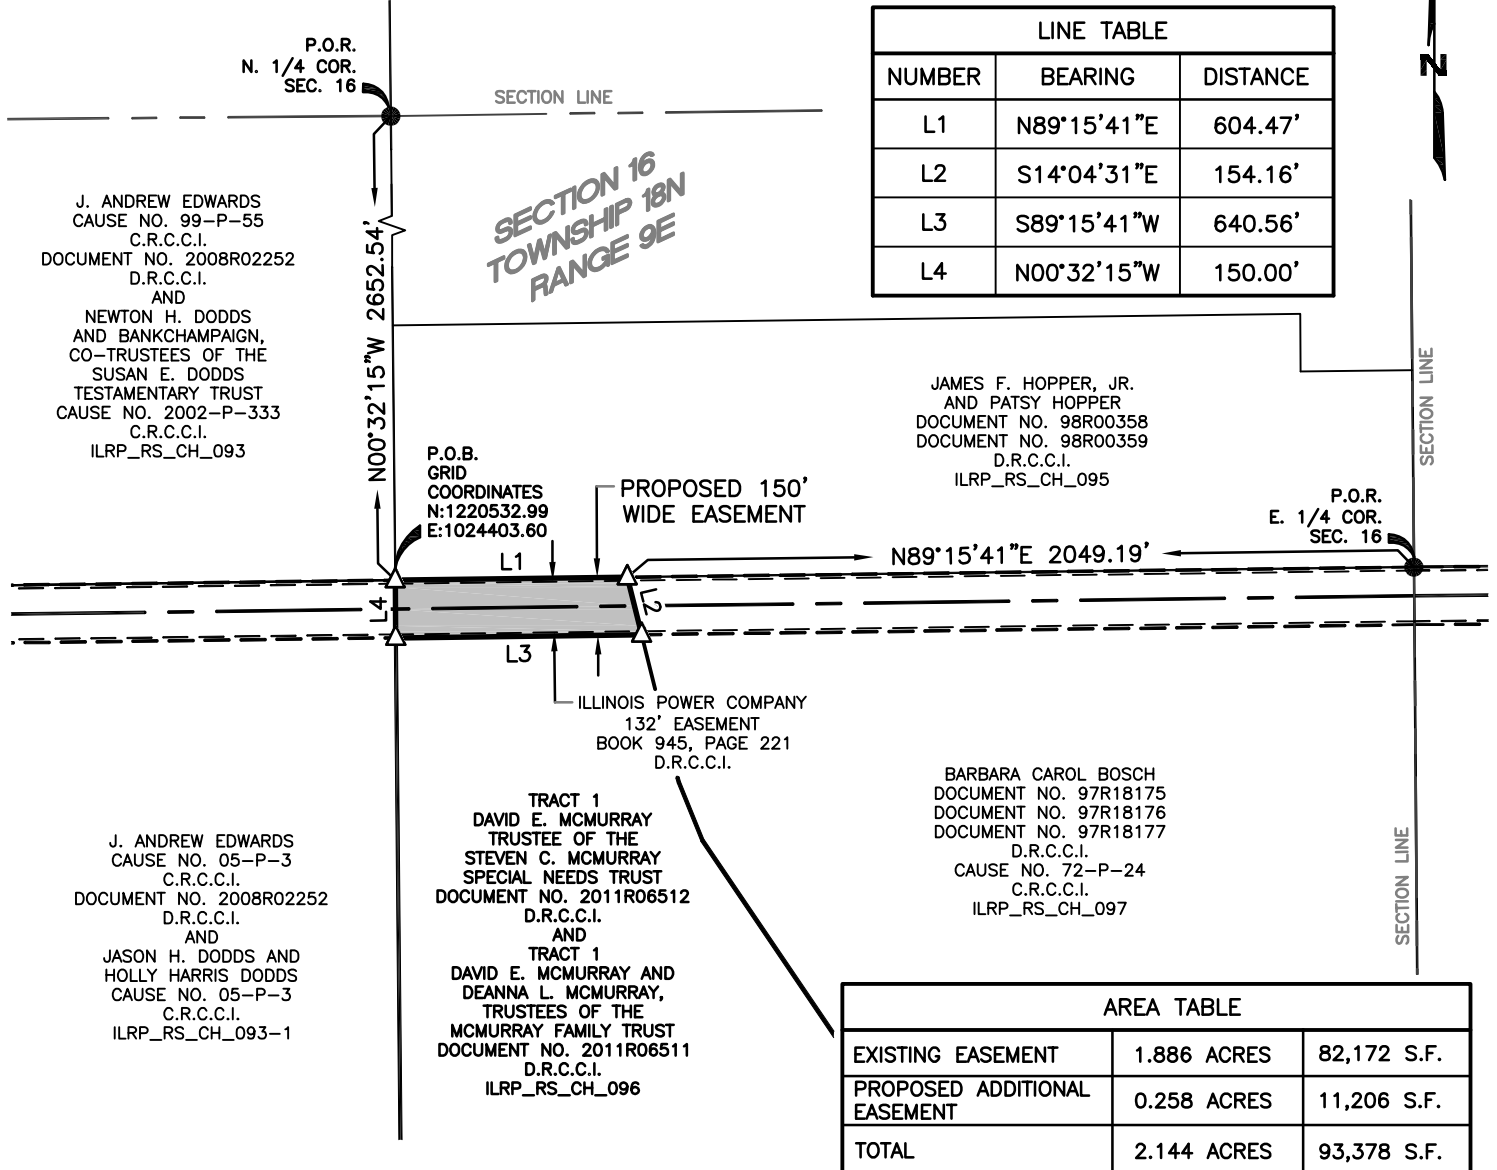 P.O.R.
N. 1/4 COR.
SEC. 16
SECTION LINE
SECTION 16
TOWNSHIP 18N
RANGE 9E
LINE TABLE
NUMBER BEARING DISTANCE
L1 N89°15'41"E 604.47'
L2 S14°04'31"E 154.16'
L3 S89°15'41"W 640.56'
L4 N00°32'15"W 150.00'
N
J. ANDREW EDWARDS
CAUSE NO. 99-P-55
C.R.C.C.I.
DOCUMENT NO. 2008R02252
D.R.C.C.I.
AND
NEWTON H. DODDS
AND BANKCHAMPAIGN,
CO-TRUSTEES OF THE
SUSAN E. DODDS
TESTAMENTARY TRUST
CAUSE NO. 2002-P-333
C.R.C.C.I.
ILRP_RS_CH_093
N00°32'15"W 2652.54'
P.O.B.
GRID
COORDINATES
N:1220532.99
E:1024403.60
PROPOSED 150'
WIDE EASEMENT
JAMES F. HOPPER, JR.
AND PATSY HOPPER
DOCUMENT NO. 98R00358
DOCUMENT NO. 98R00359
D.R.C.C.I.
ILRP_RS_CH_095
SECTION LINE
P.O.R.
E. 1/4 COR.
SEC. 16
N89°15'41"E 2049.19'
L1
L2
L3
L4
ILLINOIS POWER COMPANY
132' EASEMENT
BOOK 945, PAGE 221
D.R.C.C.I.
J. ANDREW EDWARDS
CAUSE NO. 05-P-3
C.R.C.C.I.
DOCUMENT NO. 2008R02252
D.R.C.C.I.
AND
JASON H. DODDS AND
HOLLY HARRIS DODDS
CAUSE NO. 05-P-3
C.R.C.C.I.
ILRP_RS_CH_093-1
TRACT 1
DAVID E. MCMURRAY
TRUSTEE OF THE
STEVEN C. MCMURRAY
SPECIAL NEEDS TRUST
DOCUMENT NO. 2011R06512
D.R.C.C.I.
AND
TRACT 1
DAVID E. MCMURRAY AND
DEANNA L. MCMURRAY,
TRUSTEES OF THE
MCMURRAY FAMILY TRUST
DOCUMENT NO. 2011R06511
D.R.C.C.I.
ILRP_RS_CH_096
BARBARA CAROL BOSCH
DOCUMENT NO. 97R18175
DOCUMENT NO. 97R18176
DOCUMENT NO. 97R18177
D.R.C.C.I.
CAUSE NO. 72-P-24
C.R.C.C.I.
ILRP_RS_CH_097
SECTION LINE
AREA TABLE
EXISTING EASEMENT 1.886 ACRES 82,172 S.F.
PROPOSED ADDITIONAL
EASEMENT 0.258 ACRES 11,206 S.F.
TOTAL 2.144 ACRES 93,378 S.F.